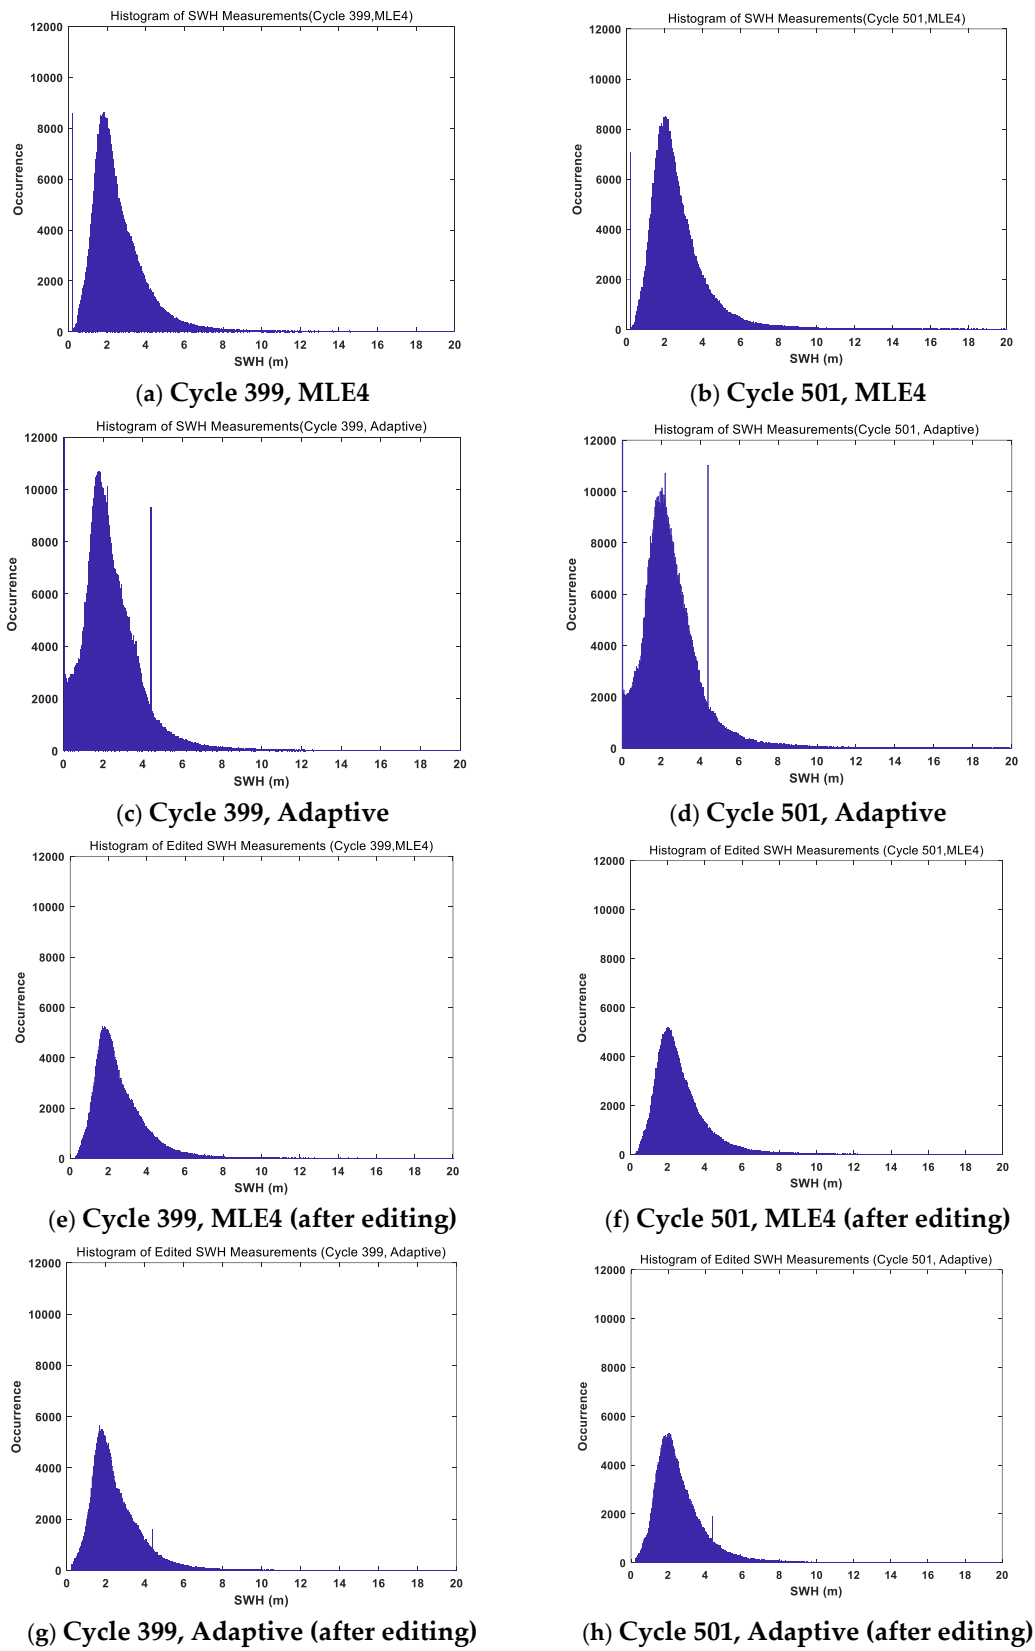 Histogram of SWH Measurements(Cycle 399,MLE4)
12000
10000
8000
6000
4000
2000
0
Occurrence
0 2 4 6 8 10 12 14 16 18 20
SWH (m)
(a) Cycle 399, MLE4
Histogram of SWH Measurements(Cycle 501,MLE4)
12000
10000
8000
6000
4000
2000
0
Occurrence
0 2 4 6 8 10 12 14 16 18 20
SWH (m)
(b) Cycle 501, MLE4
Histogram of SWH Measurements(Cycle 399, Adaptive)
12000
10000
8000
6000
4000
2000
0
Occurrence
0 2 4 6 8 10 12 14 16 18 20
SWH (m)
(c) Cycle 399, Adaptive
Histogram of SWH Measurements(Cycle 501, Adaptive)
12000
10000
8000
6000
4000
2000
0
Occurrence
0 2 4 6 8 10 12 14 16 18 20
SWH (m)
(d) Cycle 501, Adaptive
Histogram of Edited SWH Measurements (Cycle 399,MLE4)
12000
10000
8000
6000
4000
2000
0
Occurrence
0 2 4 6 8 10 12 14 16 18 20
SWH (m)
(e) Cycle 399, MLE4 (after editing)
Histogram of Edited SWH Measurements (Cycle 501,MLE4)
12000
10000
8000
6000
4000
2000
0
Occurrence
0 2 4 6 8 10 12 14 16 18 20
SWH (m)
(f) Cycle 501, MLE4 (after editing)
Histogram of Edited SWH Measurements (Cycle 399, Adaptive)
12000
10000
8000
6000
4000
2000
0
Occurrence
0 2 4 6 8 10 12 14 16 18 20
SWH (m)
(g) Cycle 399, Adaptive (after editing)
Histogram of Edited SWH Measurements (Cycle 501, Adaptive)
12000
10000
8000
6000
4000
2000
0
Occurrence
0 2 4 6 8 10 12 14 16 18 20
SWH (m)
(h) Cycle 501, Adaptive (after editing)